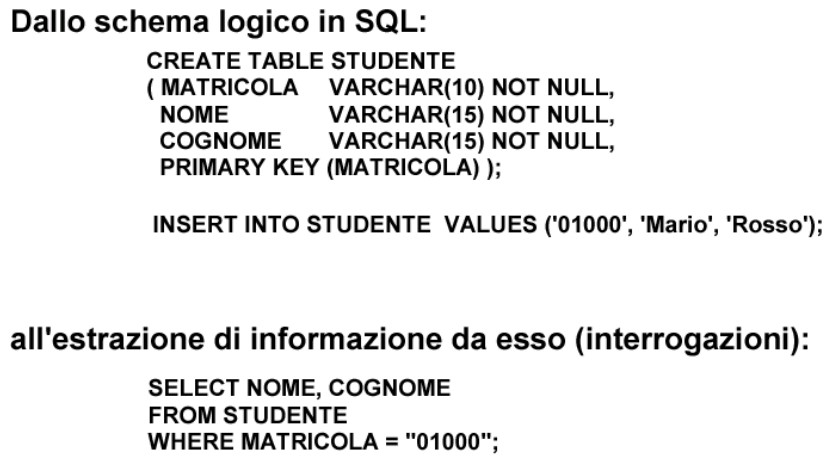 Dallo schema logico in SQL:
CREATE TABLE STUDENTE
( MATRICOLA VARCHAR(10) NOT NULL,
NOME VARCHAR(15) NOT NULL,
COGNOME VARCHAR(15) NOT NULL,
PRIMARY KEY (MATRICOLA) );
INSERT INTO STUDENTE VALUES ('01000', 'Mario', 'Rosso');
all'estrazione di informazione da esso (interrogazioni):
SELECT NOME, COGNOME
FROM STUDENTE
WHERE MATRICOLA = "01000";